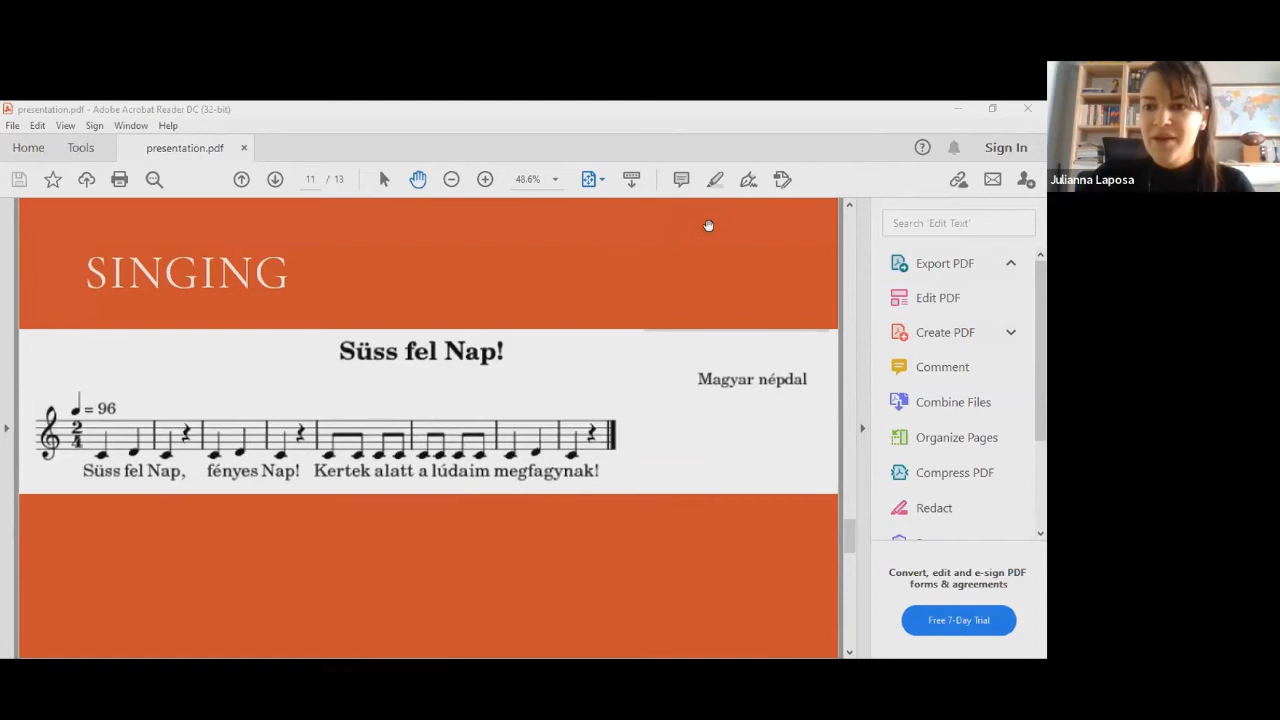 presentation.pdf - Adobe Acrobat Reader DC (32-bit)
File Edit View Sign Window Help
Home Tools presentation.pdf × Sign In
11 / 13 48.6%
Julianna Laposa
SINGING
Süss fel Nap!
Magyar népdal
= 96
2
4
Süss fel Nap, fényes Nap! Kertek alatt a lúdaim megfagynak!
Search 'Edit Text'
Export PDF
Edit PDF
Create PDF
Comment
Combine Files
Organize Pages
Compress PDF
Redact
Convert, edit and e-sign PDF
forms & agreements
Free 7-Day Trial